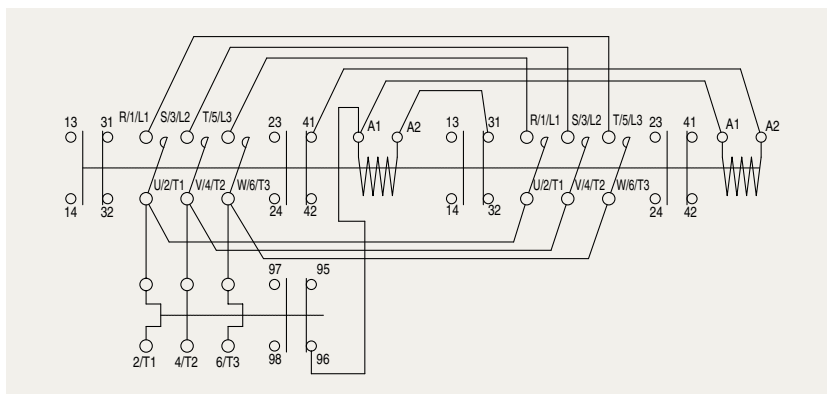 13 31 R/1/L1 S/3/L2 T/5/L3 23 41 A1 A2 13 31 R/1/L1 S/3/L2 T/5/L3 23 41 A1 A2
14 32 U/2/T1 V/4/T2 W/6/T3 24 42 14 32 U/2/T1 V/4/T2 W/6/T3 24 42
97 95
2/T1 4/T2 6/T3 98 96